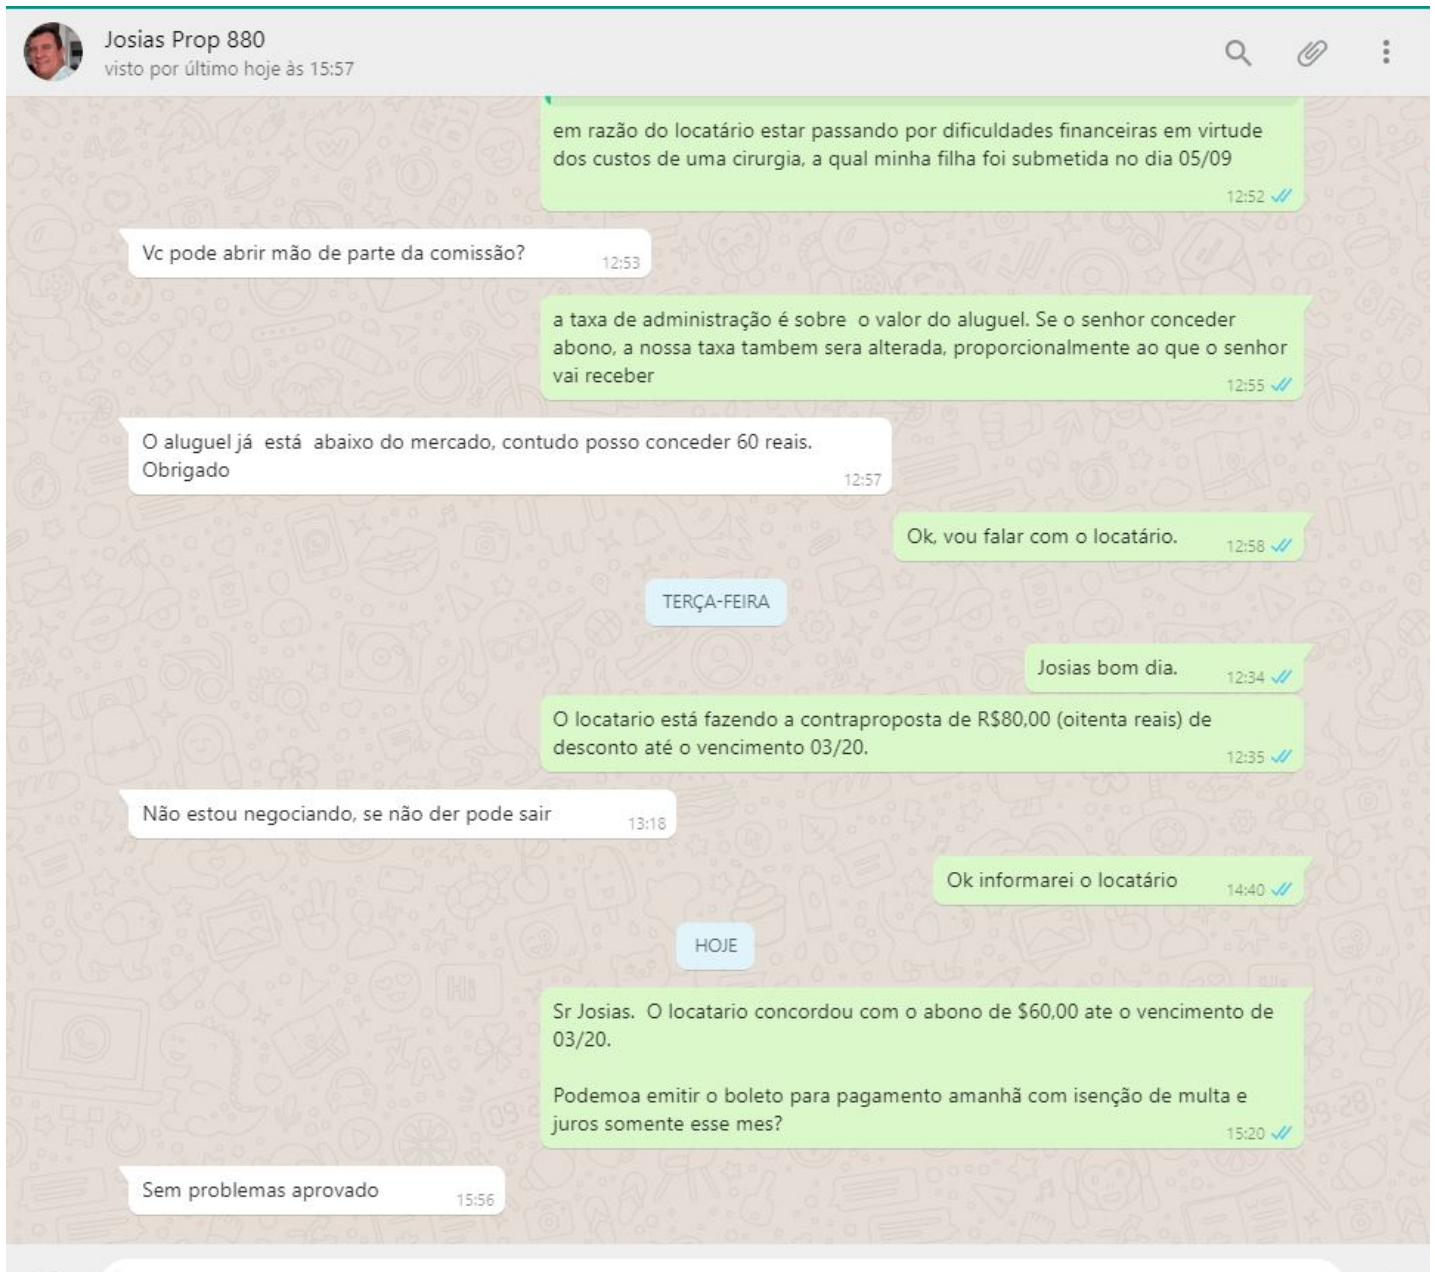 Josias Prop 880
visto por último hoje às 15:57
em razão do locatário estar passando por dificuldades financeiras em virtude
dos custos de uma cirurgia, a qual minha filha foi submetida no dia 05/09
12:52
Vc pode abrir mão de parte da comissão?
12:53
a taxa de administração é sobre o valor do aluguel. Se o senhor conceder
abono, a nossa taxa tambem sera alterada, proporcionalmente ao que o senhor
vai receber
12:55
O aluguel já está abaixo do mercado, contudo posso conceder 60 reais.
Obrigado
12:57
Ok, vou falar com o locatário.
12:58
TERÇA-FEIRA
Josias bom dia.
12:34
O locatario está fazendo a contraproposta de R$80,00 (oitenta reais) de
desconto até o vencimento 03/20.
12:35
Não estou negociando, se não der pode sair
13:18
Ok informarei o locatário
14:40
HOJE
Sr Josias. O locatario concordou com o abono de $60,00 ate o vencimento de
03/20.
Podemoa emitir o boleto para pagamento amanhã com isenção de multa e
juros somente esse mes?
15:20
Sem problemas aprovado
15:56